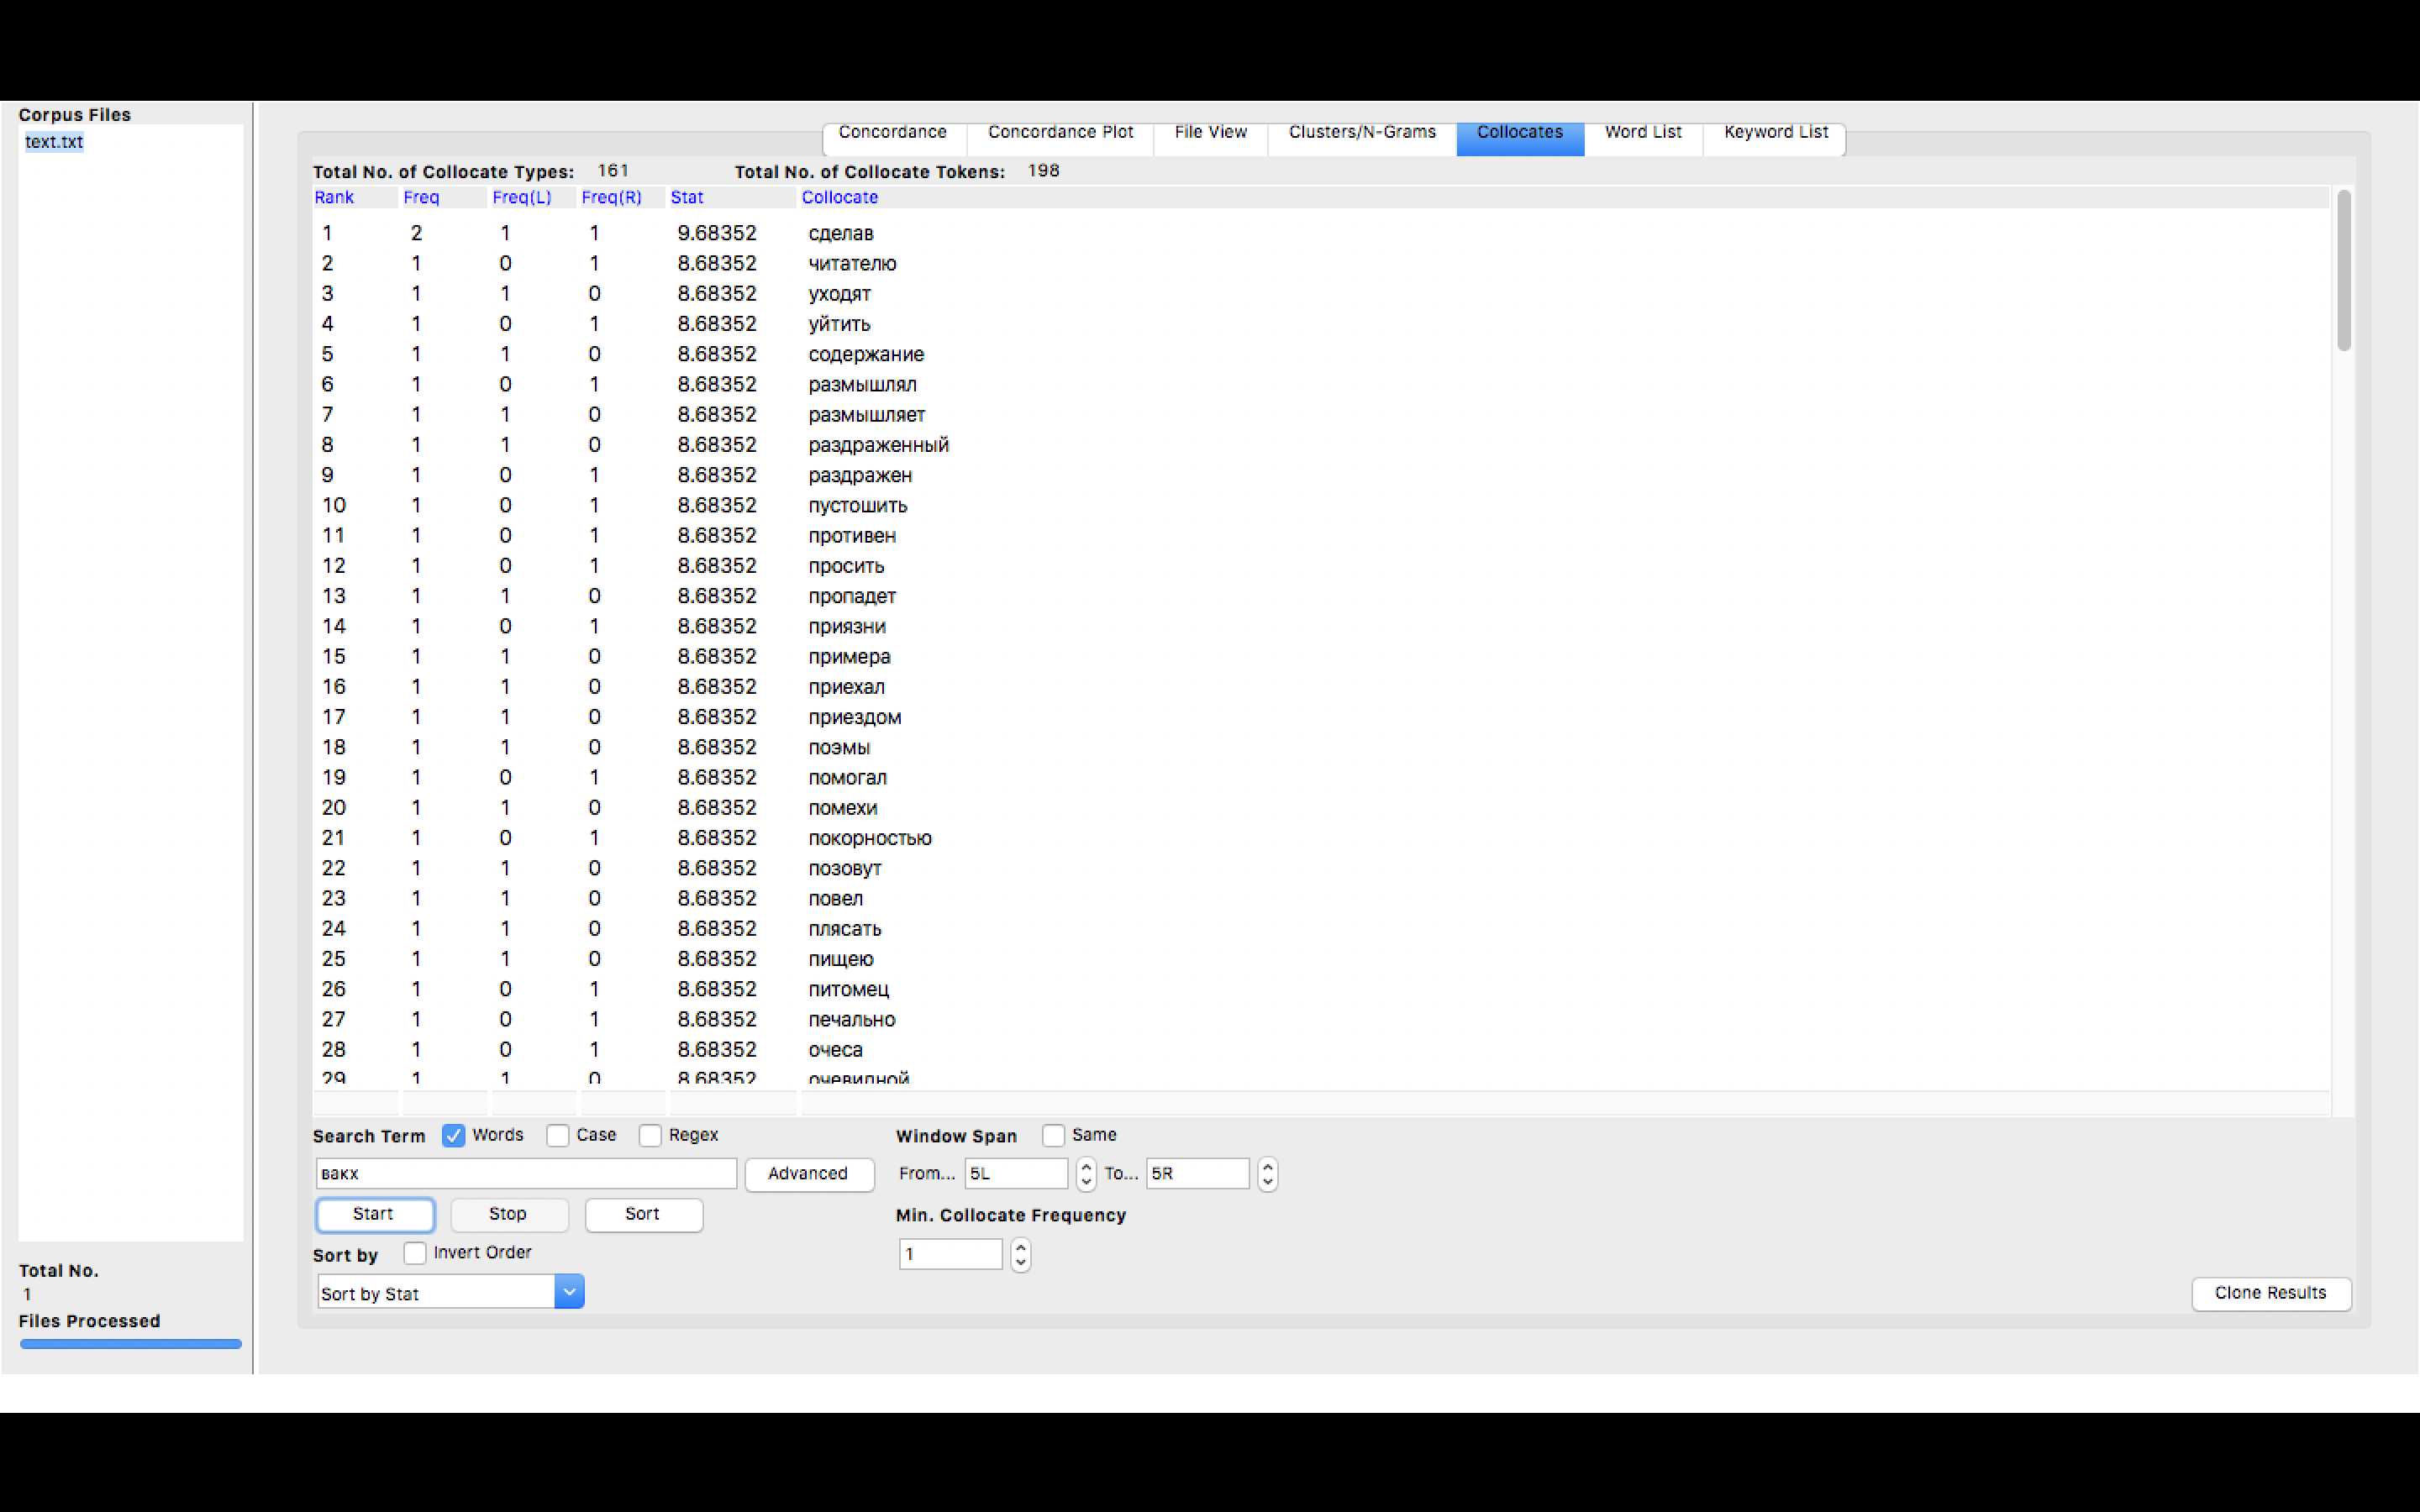 Corpus Files
text.txt
Concordance Concordance Plot File View Clusters/N-Grams Collocates Word List Keyword List
Total No. of Collocate Types: 161 Total No. of Collocate Tokens: 198
Rank Freq Freq(L) Freq(R) Stat Collocate
1 2 1 1 9.68352 сделав
2 1 0 1 8.68352 читателю
3 1 1 0 8.68352 уходят
4 1 0 1 8.68352 уйтить
5 1 1 0 8.68352 содержание
6 1 0 1 8.68352 размышлял
7 1 1 0 8.68352 размышляет
8 1 1 0 8.68352 раздраженный
9 1 0 1 8.68352 раздражен
10 1 0 1 8.68352 пустошить
11 1 0 1 8.68352 противен
12 1 0 1 8.68352 просить
13 1 1 0 8.68352 пропадет
14 1 0 1 8.68352 приязни
15 1 1 0 8.68352 примера
16 1 1 0 8.68352 приехал
17 1 1 0 8.68352 приездом
18 1 1 0 8.68352 поэмы
19 1 0 1 8.68352 помогал
20 1 1 0 8.68352 помехи
21 1 0 1 8.68352 покорностью
22 1 1 0 8.68352 позовут
23 1 1 0 8.68352 повел
24 1 1 0 8.68352 плясать
25 1 1 0 8.68352 пищею
26 1 0 1 8.68352 питомец
27 1 0 1 8.68352 печально
28 1 0 1 8.68352 очеса
29 1 1 0 8.68352 очевидной
Search Term Words Case Regex
вакх Advanced
Start Stop Sort
Sort by Invert Order
Sort by Stat
Window Span Same
From... 5L To... 5R
Min. Collocate Frequency
1
Clone Results
Total No.
1
Files Processed